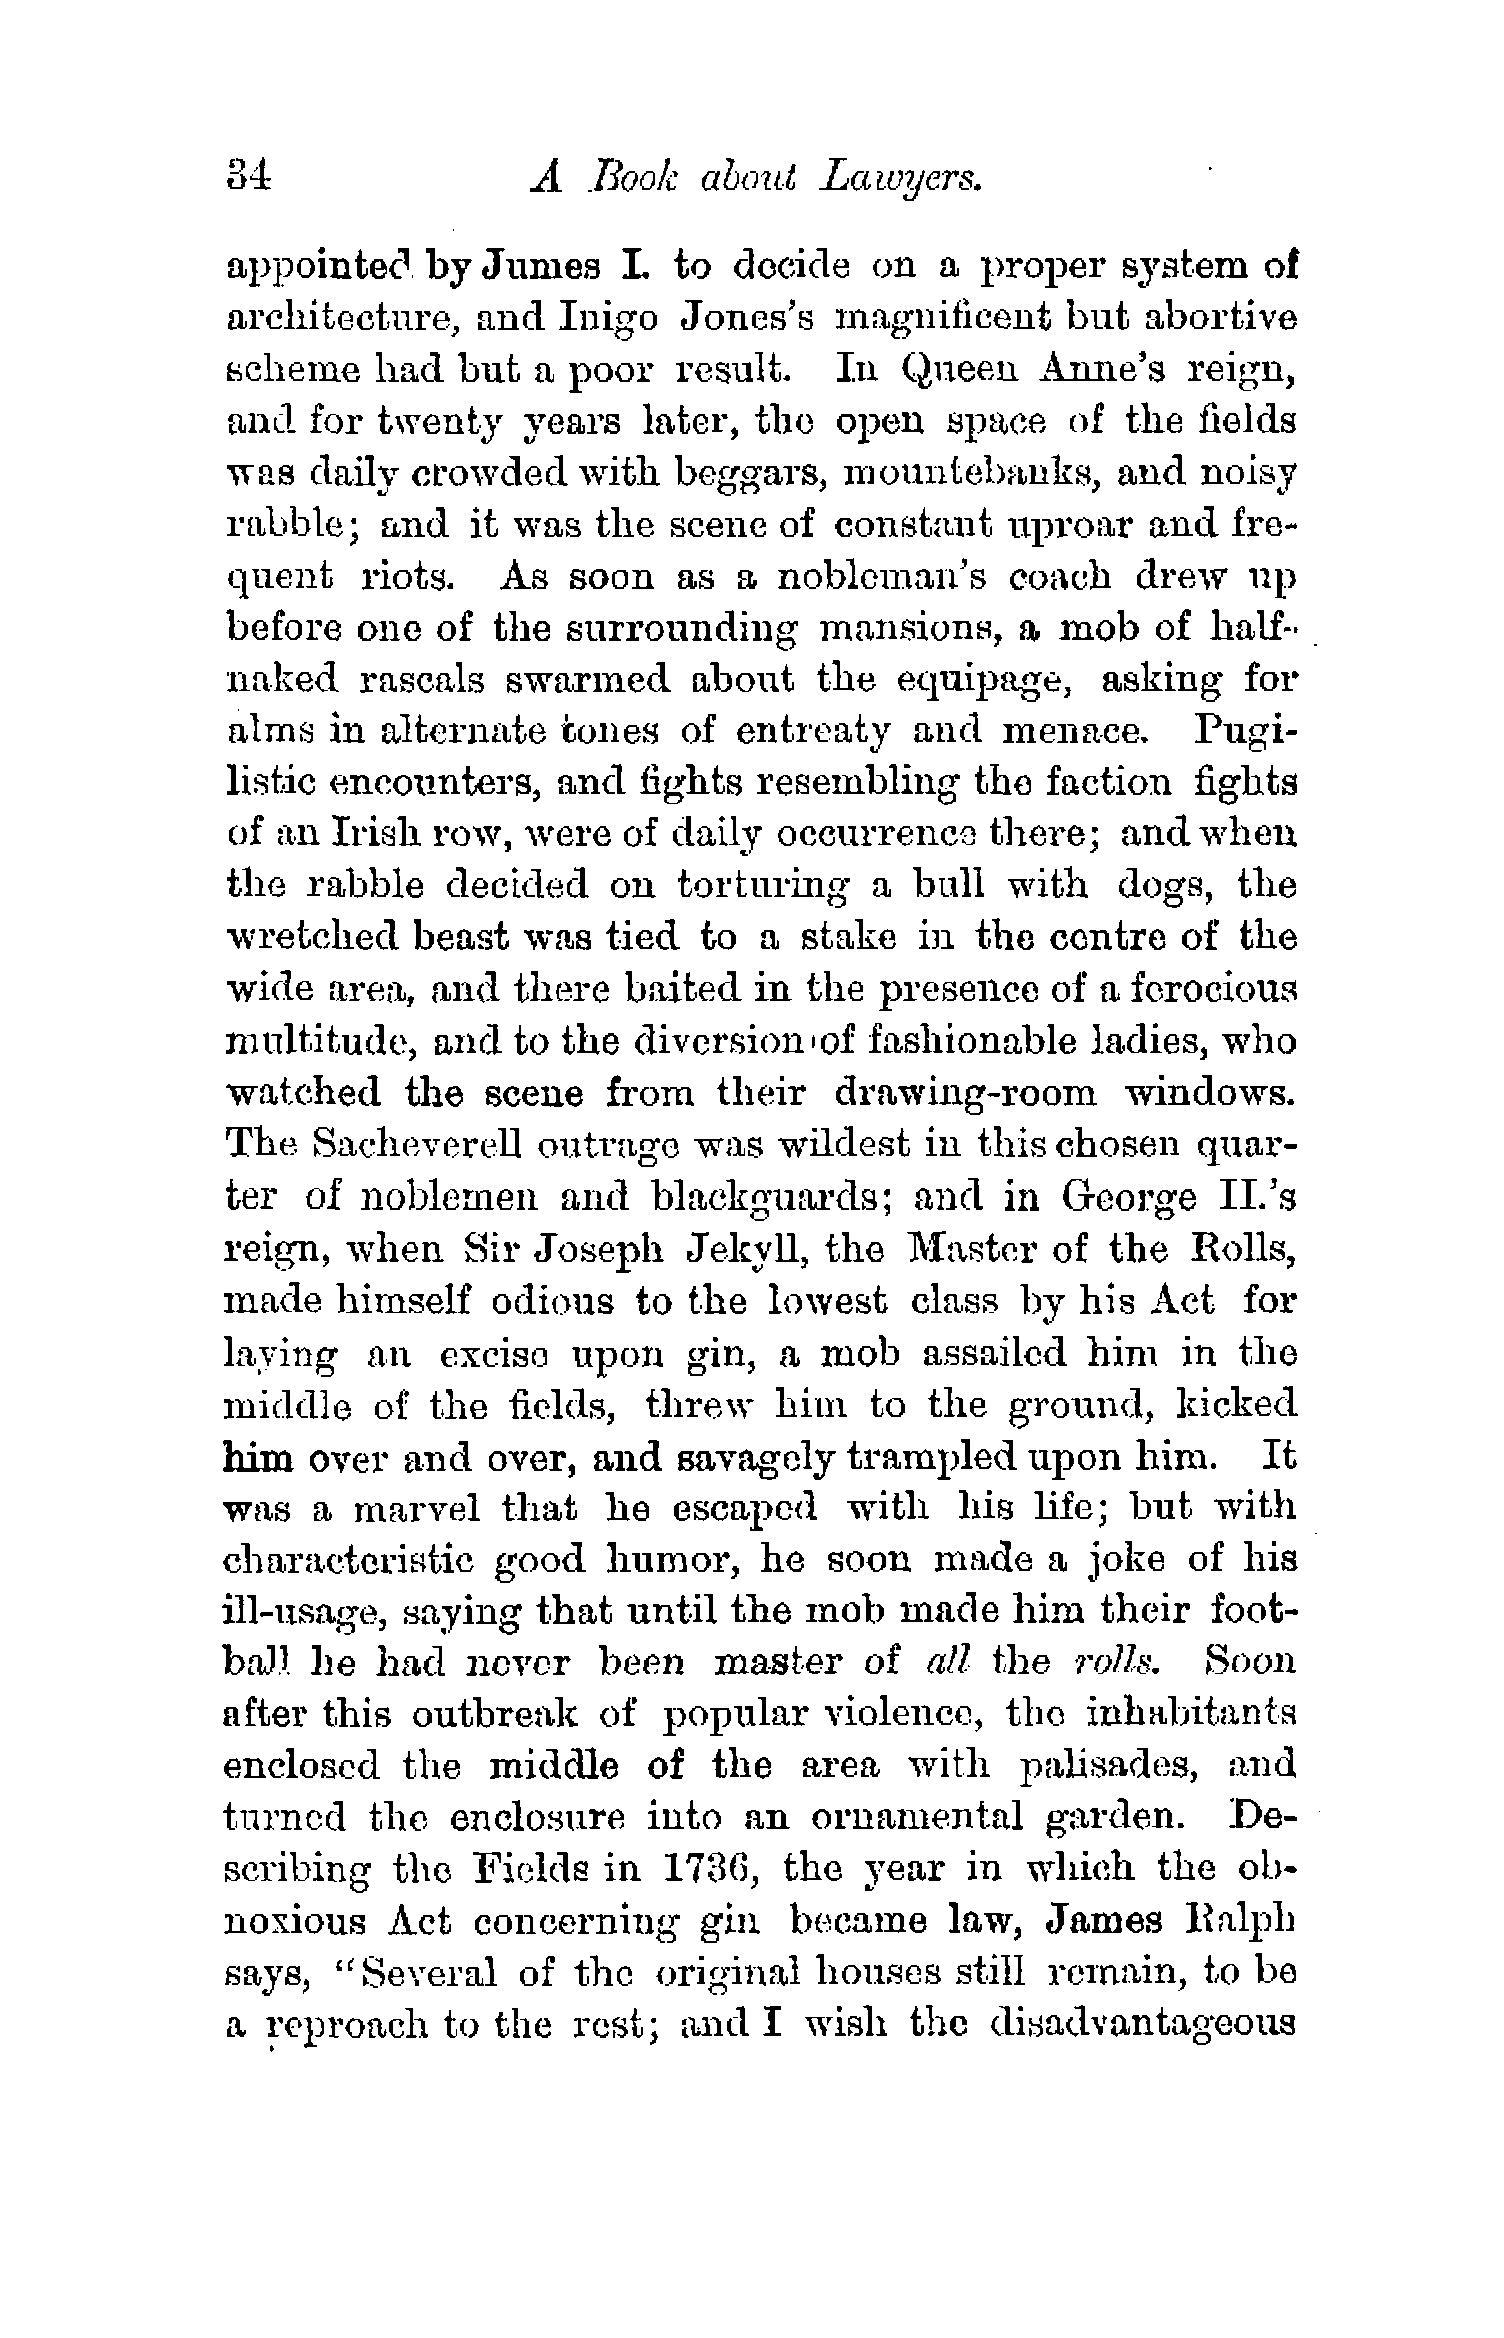 34 A Book about Lawyers.
appointed by James I. to decide on a proper system of
architecture, and Inigo Jones's magnificent but abortive
scheme had but a poor result. In Queen Anne's reign,
and for twenty years later, the open space of the fields
was daily crowded with beggars, mountebanks, and noisy
rabble; and it was the scene of constant uproar and fre-
quent riots. As soon as a nobleman's coach drew up
before one of the surrounding mansions, a mob of half-
naked rascals swarmed about the equipage, asking for
alms in alternate tones of entreaty and menace. Pugi-
listic encounters, and fights resembling the faction fights
of an Irish row, were of daily occurrence there; and when
the rabble decided on torturing a bull with dogs, the
wretched beast was tied to a stake in the centre of the
wide area, and there baited in the presence of a ferocious
multitude, and to the diversion of fashionable ladies, who
watched the scene from their drawing-room windows.
The Sacheverell outrage was wildest in this chosen quar-
ter of noblemen and blackguards; and in George II.'s
reign, when Sir Joseph Jekyll, the Master of the Rolls,
made himself odious to the lowest class by his Act for
laying an excise upon gin, a mob assailed him in the
middle of the fields, threw him to the ground, kicked
him over and over, and savagely trampled upon him. It
was a marvel that he escaped with his life; but with
characteristic good humor, he soon made a joke of his
ill-usage, saying that until the mob made him their foot-
ball he had never been master of all the rolls. Soon
after this outbreak of popular violence, the inhabitants
enclosed the middle of the area with palisades, and
turned the enclosure into an ornamental garden. De-
scribing the Fields in 1736, the year in which the ob-
noxious Act concerning gin became law, James Ralph
says, "Several of the original houses still remain, to be
a reproach to the rest; and I wish the disadvantageous